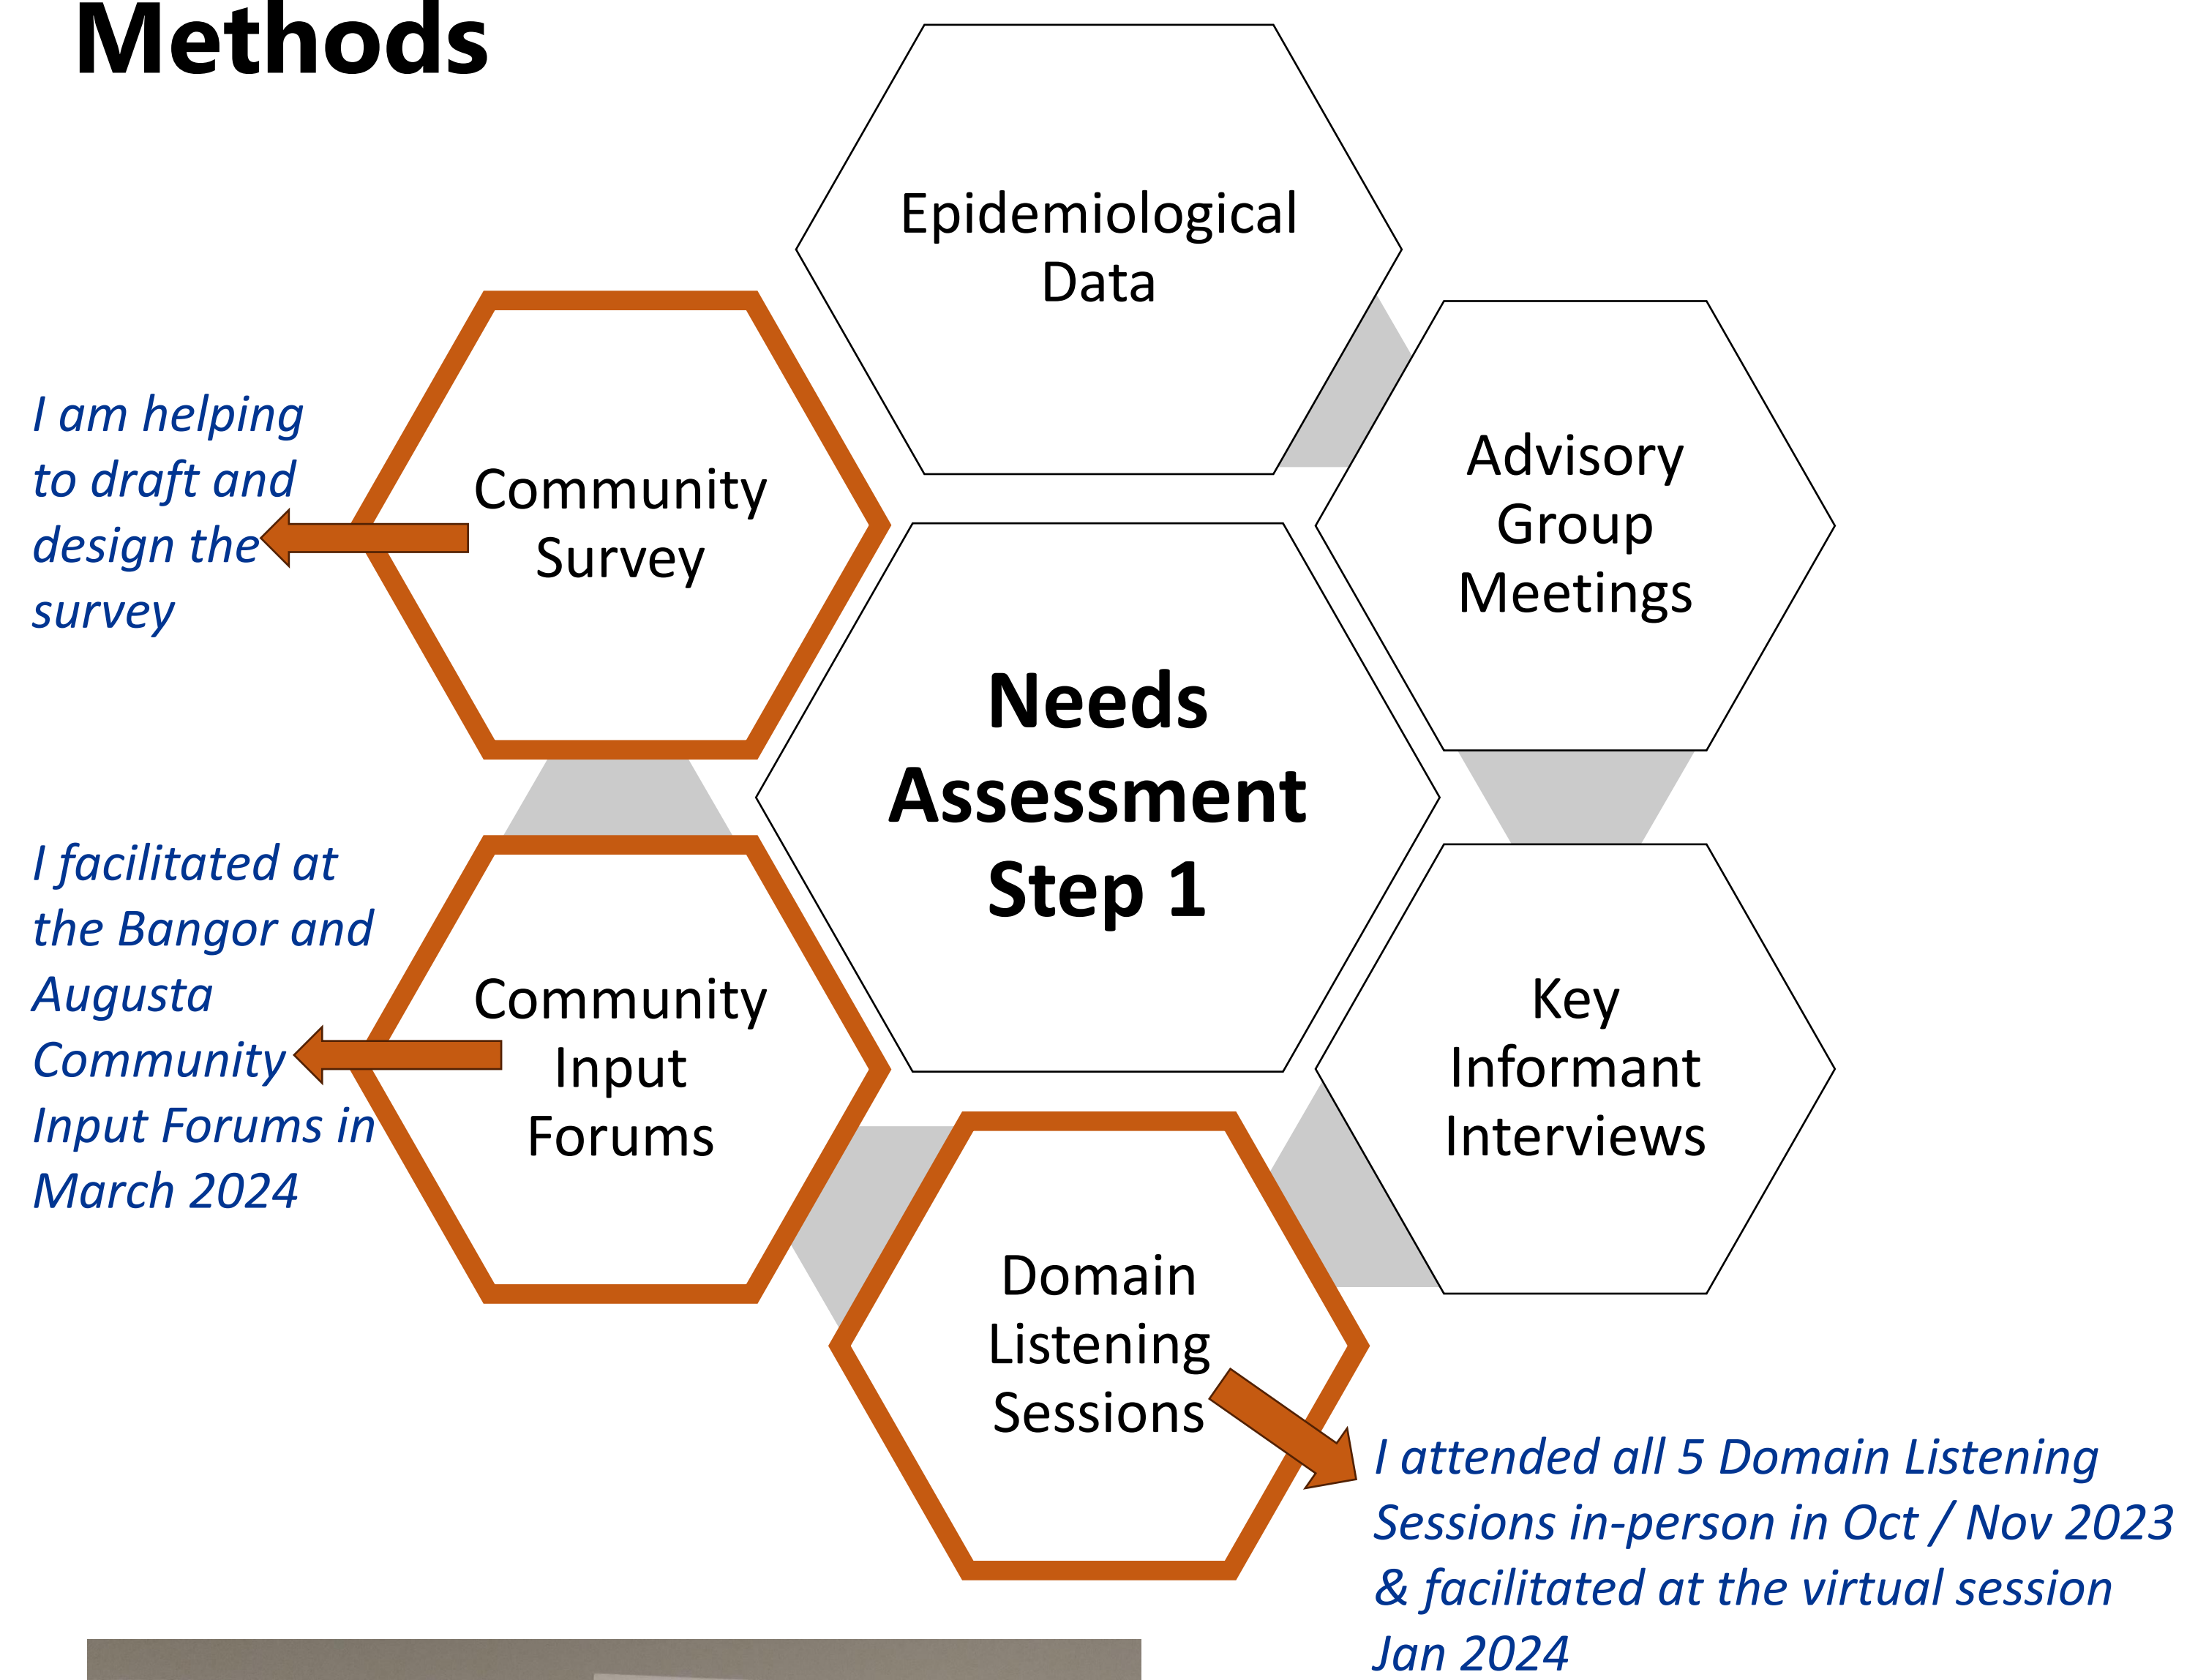 Methods
Epidemiological
Data
Advisory
Group
Meetings
Community
Survey
I am helping
to draft and
design the
survey
Needs
Assessment
Step 1
Key
Informant
Interviews
Community
Input
Forums
I facilitated at
the Bangor and
Augusta
Community
Input Forums in
March 2024
Domain
Listening
Sessions
I attended all 5 Domain Listening
Sessions in-person in Oct / Nov 2023
& facilitated at the virtual session
Jan 2024